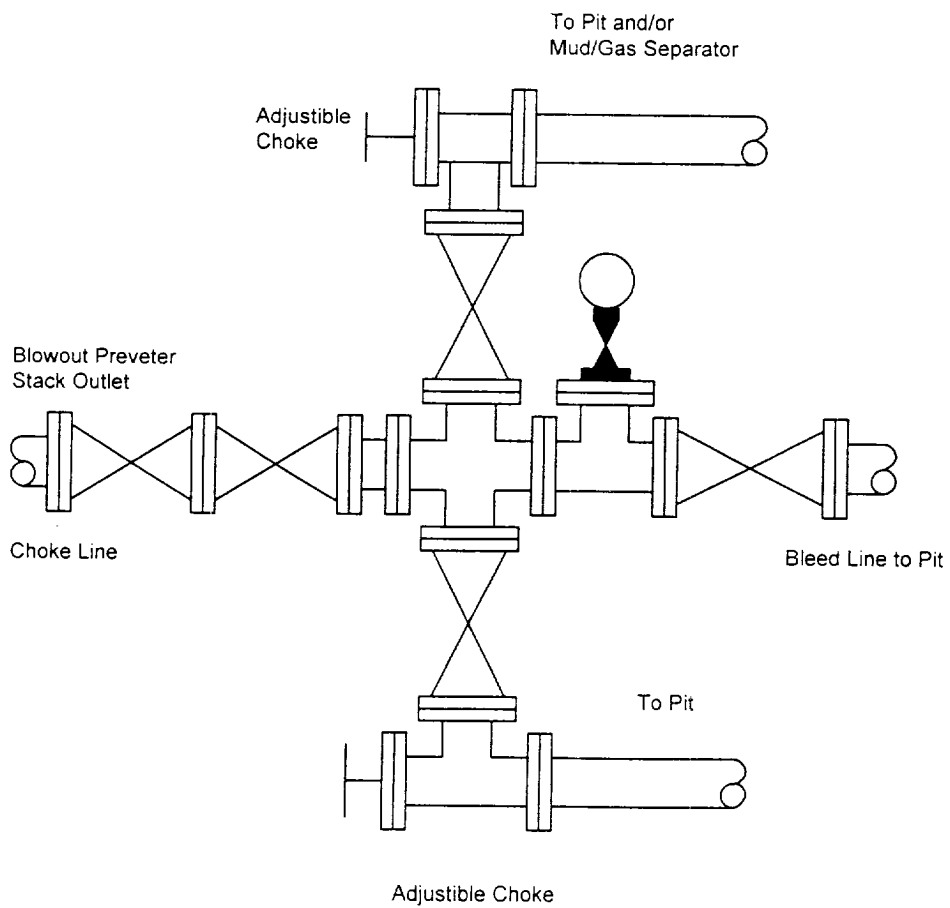 To Pit and/or
Mud/Gas Separator
Adjustible
Choke
Blowout Preveter
Stack Outlet
Choke Line
Bleed Line to Pit
To Pit
Adjustible Choke